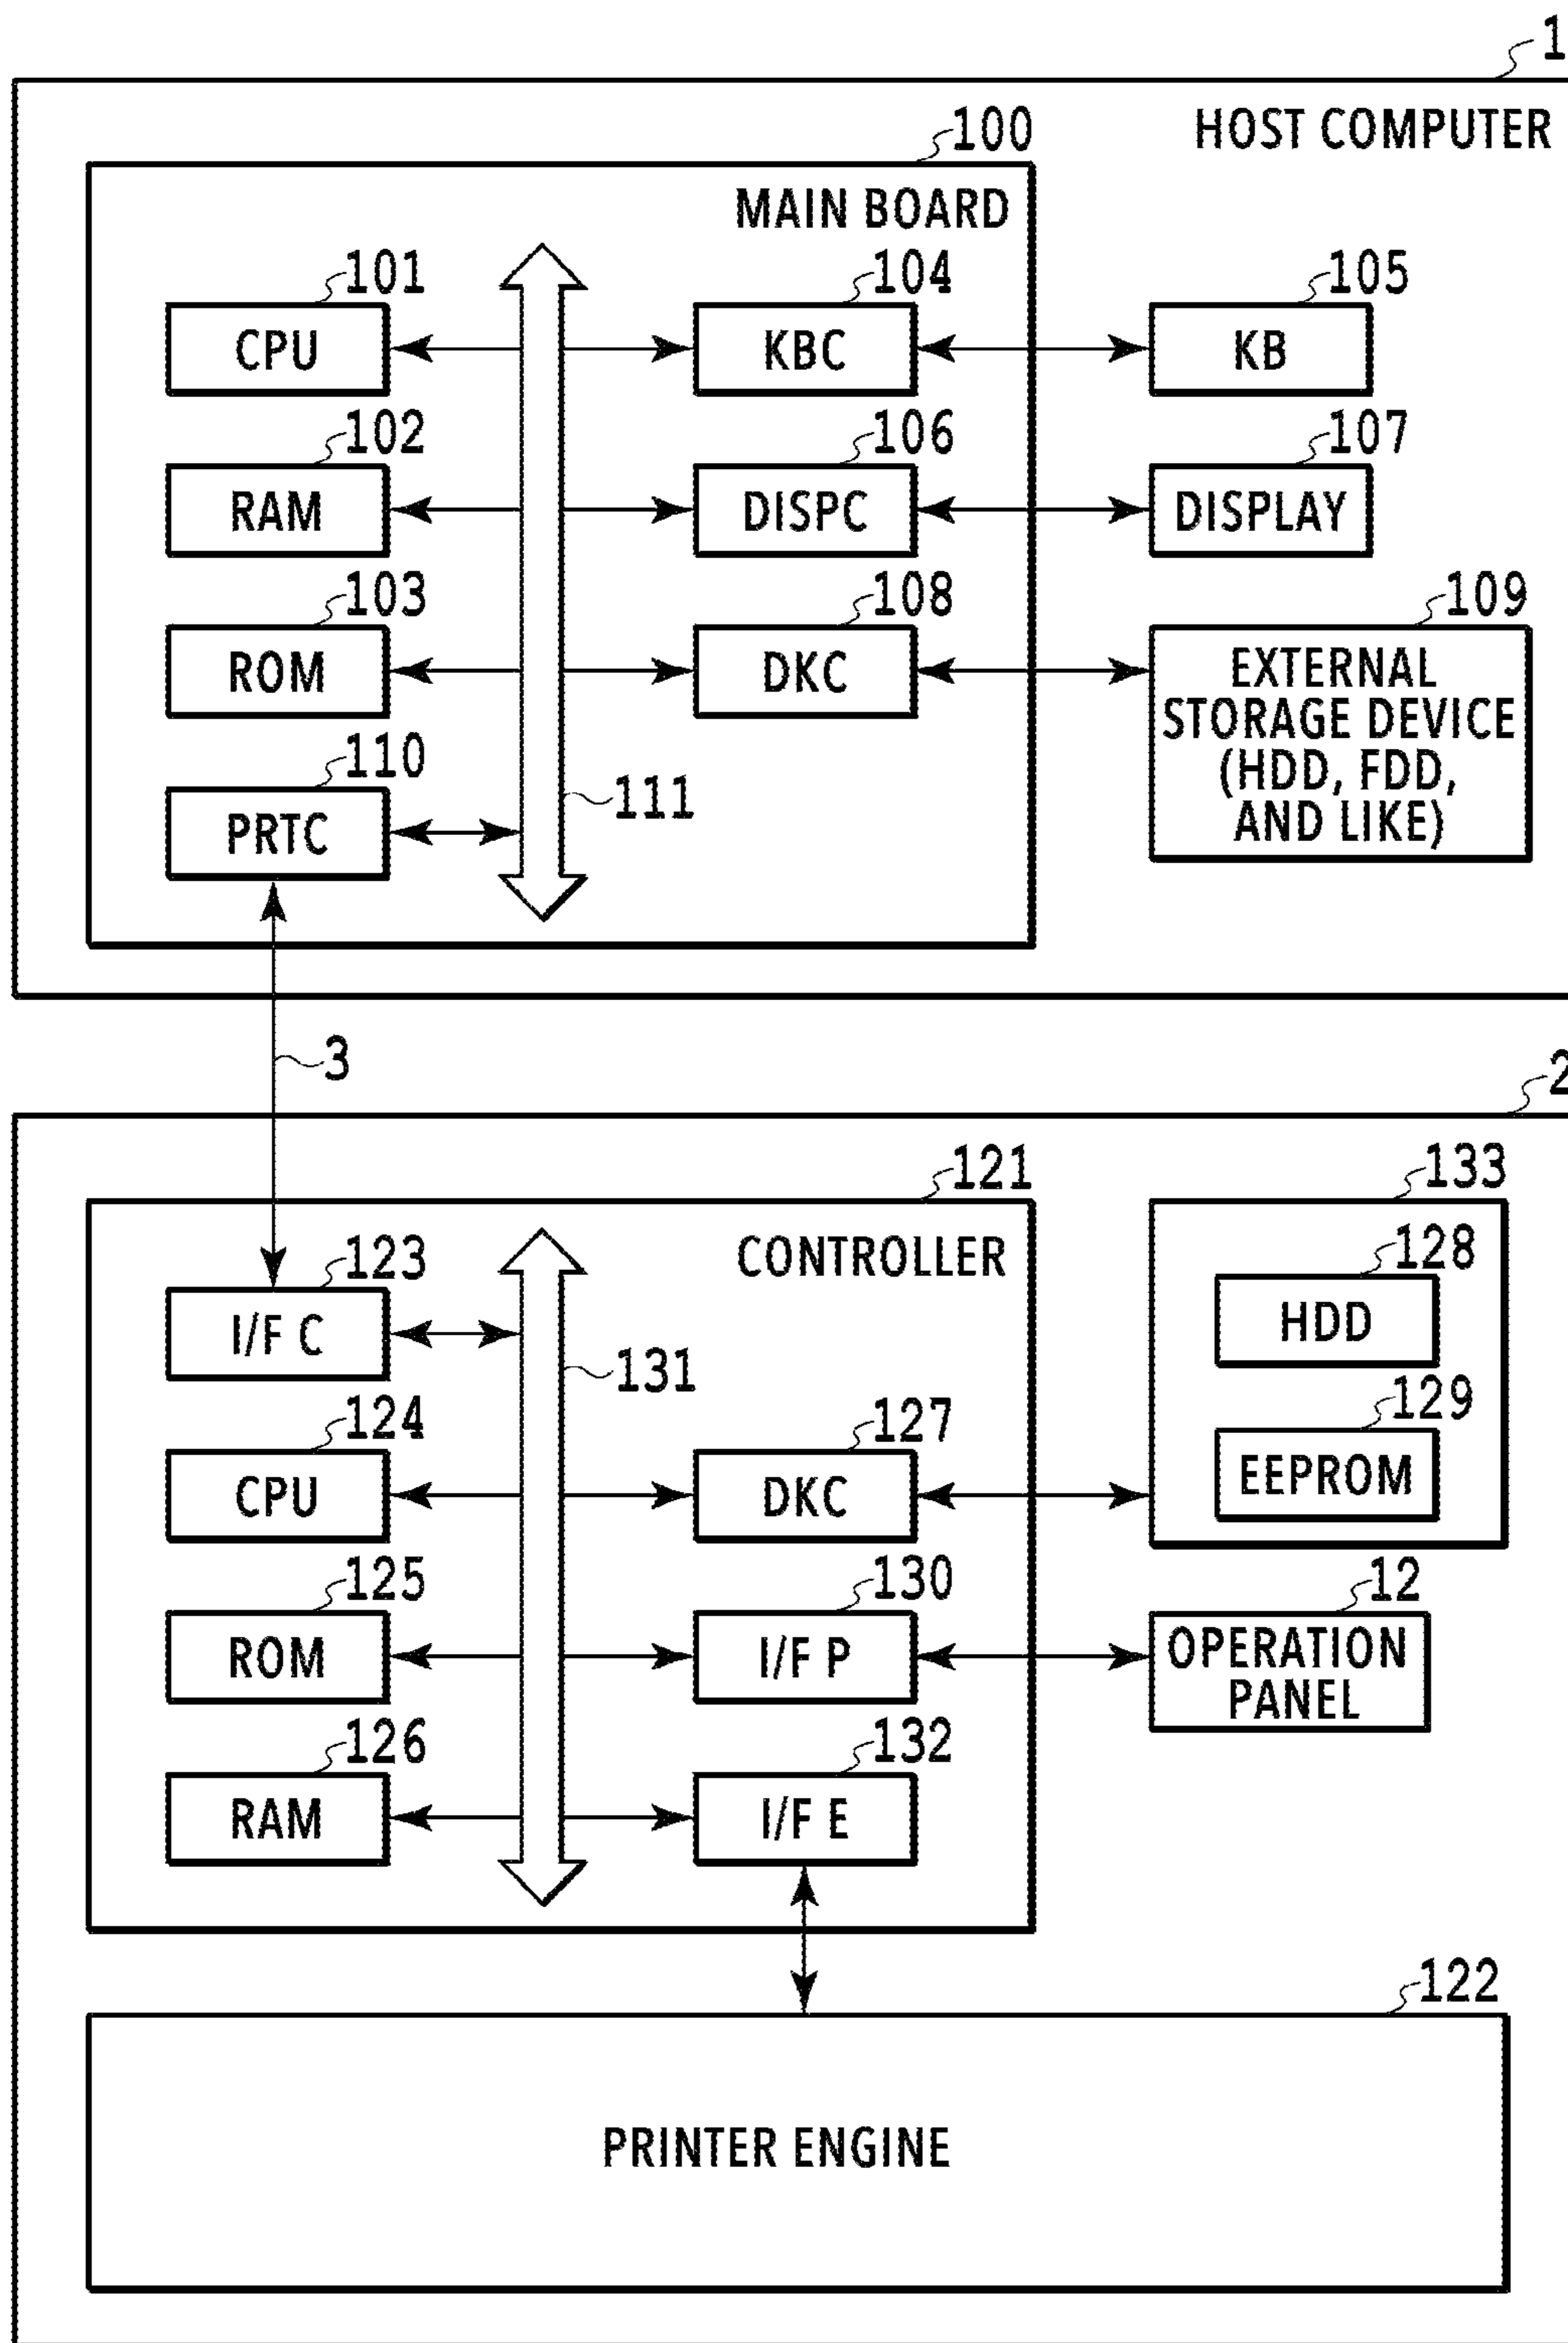 1
HOST COMPUTER
100
MAIN BOARD
101
104
105
CPU
KBC
KB
102
106
107
RAM
DISPC
DISPLAY
103
108
109
ROM
DKC
EXTERNAL
STORAGE DEVICE
(HDD, FDD,
AND LIKE)
110
PRTC
111
3
2
121
133
CONTROLLER
123
128
I/F C
HDD
131
124
127
129
CPU
DKC
EEPROM
125
130
12
ROM
I/F P
OPERATION
PANEL
126
132
RAM
I/F E
122
PRINTER ENGINE